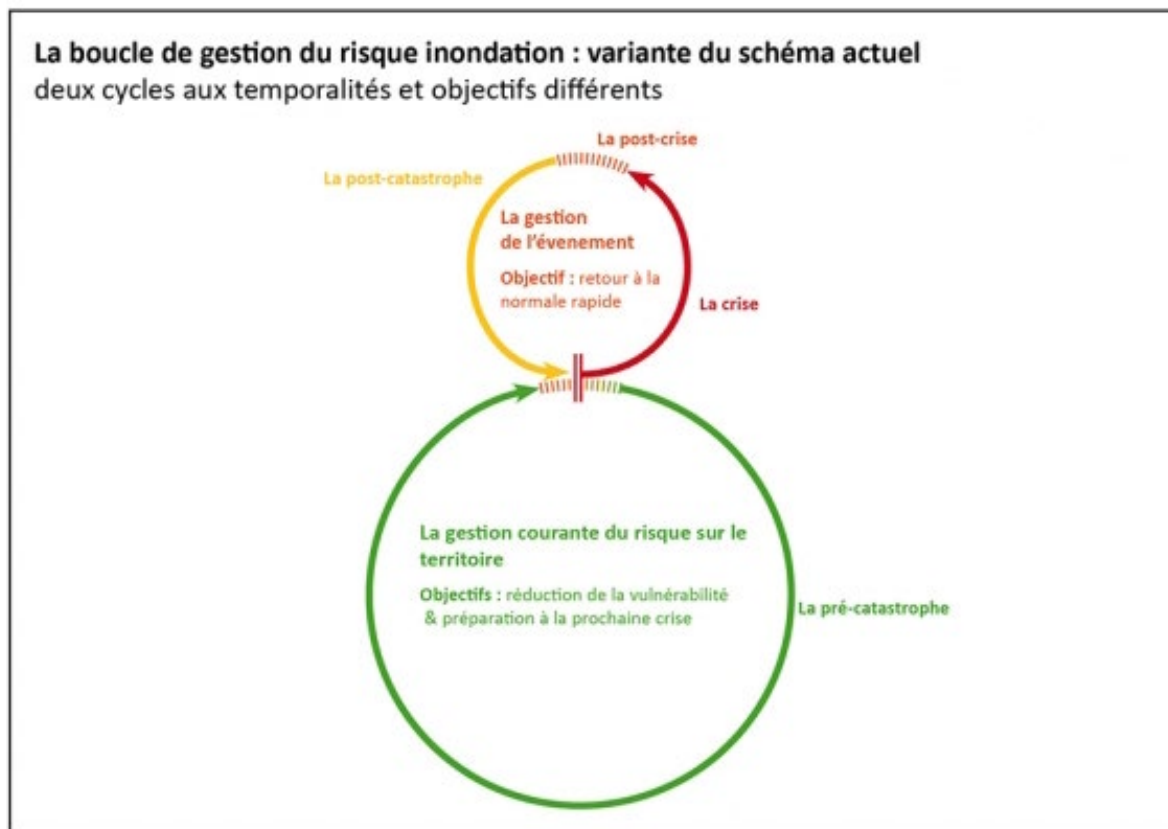 La boucle de gestion du risque inondation : variante du schéma actuel
deux cycles aux temporalités et objectifs différents
La post-crise
La post-catastrophe
La gestion
de l'évenement
Objectif : retour à la
normale rapide
La crise
La gestion courante du risque sur le
territoire
Objectifs : réduction de la vulnérabilité
& préparation à la prochaine crise
La pré-catastrophe